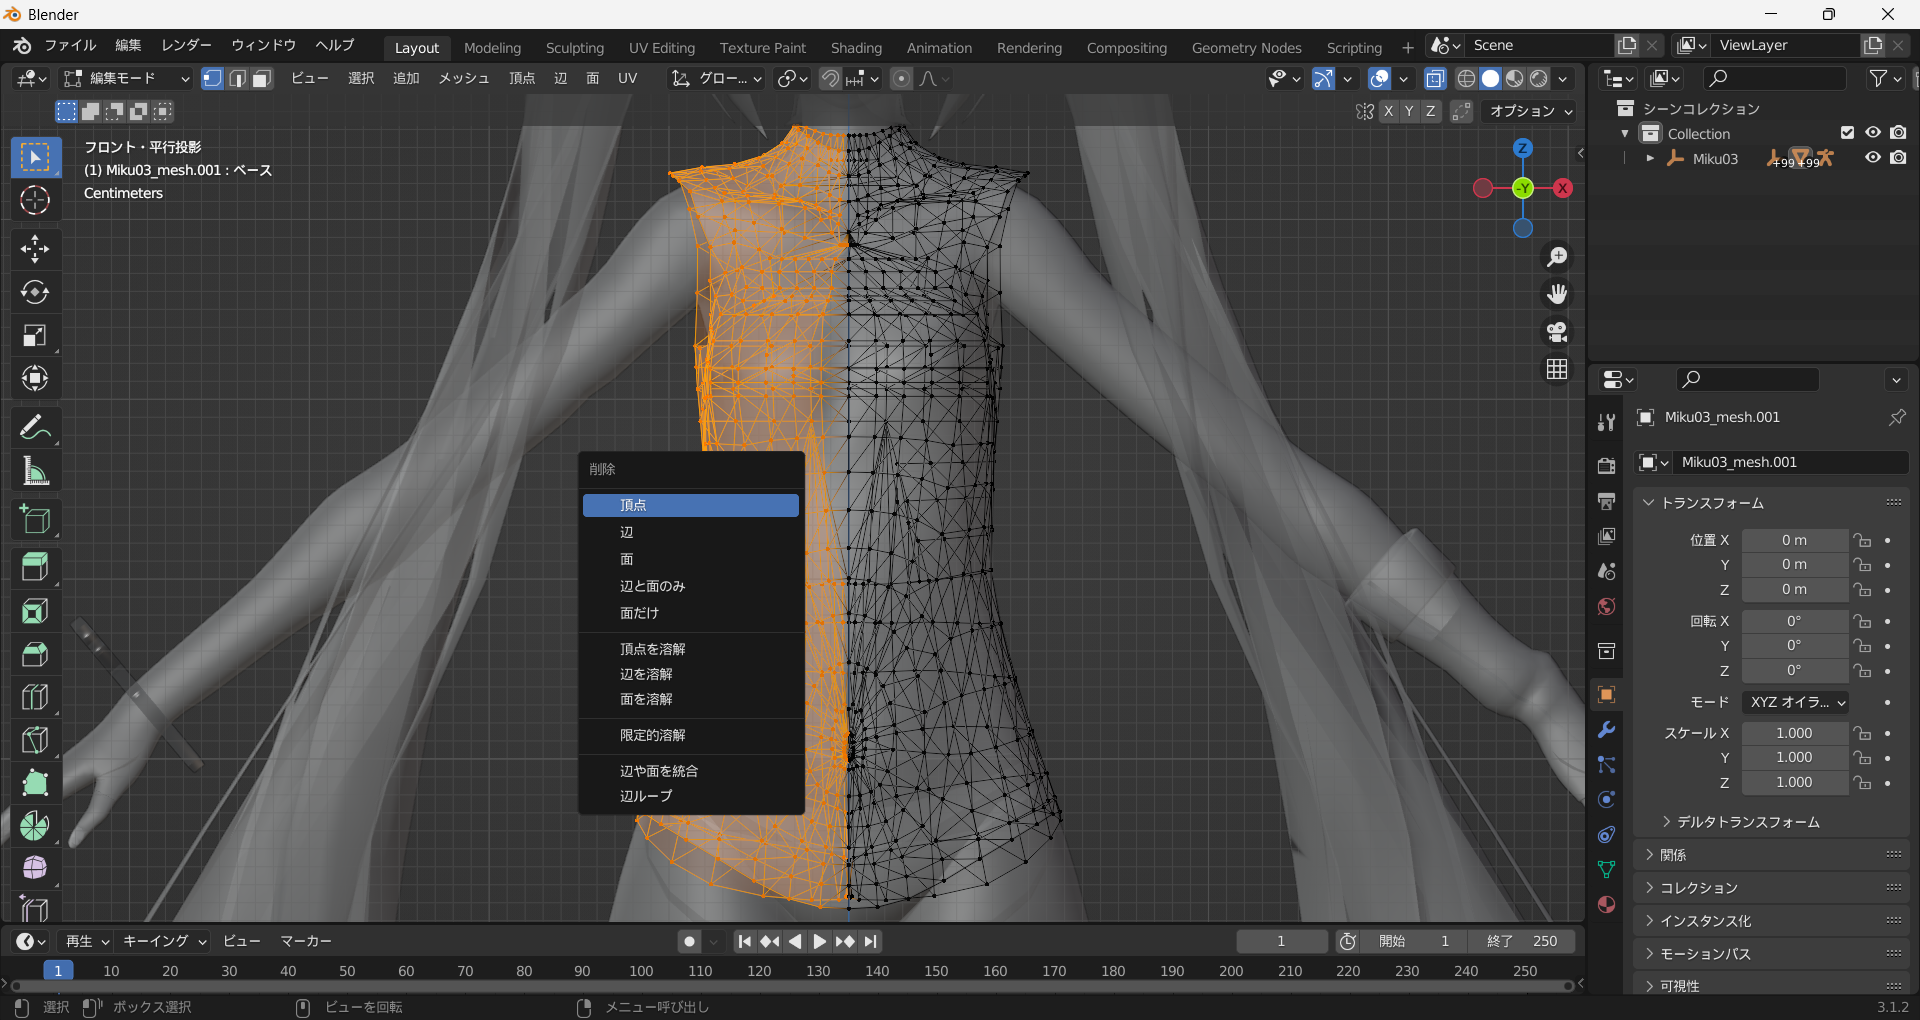 Blender
ファイル 編集 レンダー ウィンドウ ヘルプ Layout Modeling Sculpting UV Editing Texture Paint Shading Animation Rendering Compositing Geometry Nodes Scripting + Scene ViewLayer
編集モード ビュー 選択 追加 メッシュ 頂点 辺 面 UV グロー...
X Y Z オプション
フロント・平行投影
(1) Miku03_mesh.001 : ベース
Centimeters
Z
-Y X
シーンコレクション
Collection
Miku03 +99 +99
削除
頂点
辺
面
辺と面のみ
面だけ
頂点を溶解
辺を溶解
面を溶解
限定的溶解
辺や面を統合
辺ループ
Miku03_mesh.001
Miku03_mesh.001
トランスフォーム
位置 X 0 m
Y 0 m
Z 0 m
回転 X 0°
Y 0°
Z 0°
モード XYZ オイラ...
スケール X 1.000
Y 1.000
Z 1.000
デルタトランスフォーム
関係
コレクション
インスタンス化
モーションパス
可視性
再生 キーイング ビュー マーカー 1 開始 1 終了 250
1 10 20 30 40 50 60 70 80 90 100 110 120 130 140 150 160 170 180 190 200 210 220 230 240 250
選択 ボックス選択 ビューを回転 メニュー呼び出し 3.1.2